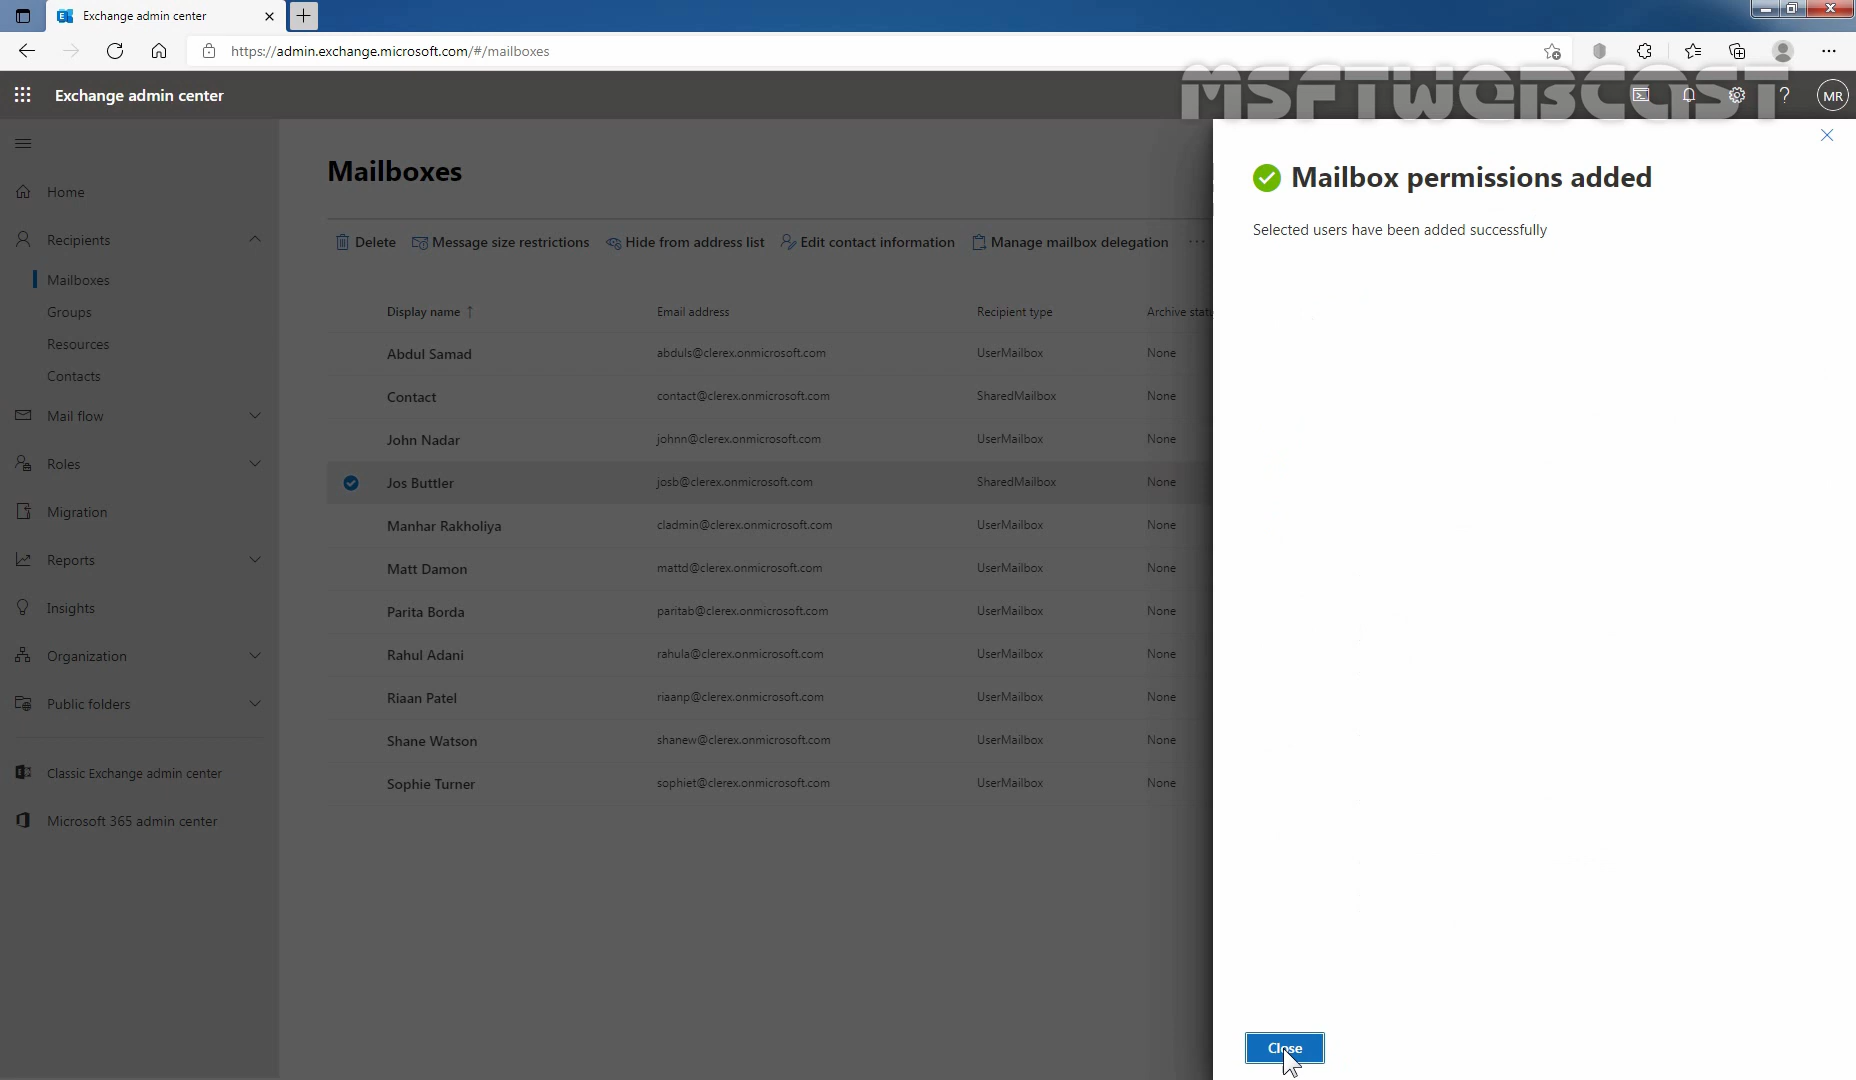 Exchange admin center
https://admin.exchange.microsoft.com/#/mailboxes
Exchange admin center
MSFTWEBCAST
MR
Home
Recipients
Mailboxes
Groups
Resources
Contacts
Mail flow
Roles
Migration
Reports
Insights
Organization
Public folders
Classic Exchange admin center
Microsoft 365 admin center
Mailboxes
Delete Message size restrictions Hide from address list Edit contact information Manage mailbox delegation ...
Display name ↑ Email address Recipient type Archive stat
Abdul Samad abduls@clerex.onmicrosoft.com UserMailbox None
Contact contact@clerex.onmicrosoft.com SharedMailbox None
John Nadar johnn@clerex.onmicrosoft.com UserMailbox None
Jos Buttler josb@clerex.onmicrosoft.com SharedMailbox None
Manhar Rakholiya cladmin@clerex.onmicrosoft.com UserMailbox None
Matt Damon mattd@clerex.onmicrosoft.com UserMailbox None
Parita Borda paritab@clerex.onmicrosoft.com UserMailbox None
Rahul Adani rahula@clerex.onmicrosoft.com UserMailbox None
Riaan Patel riaanp@clerex.onmicrosoft.com UserMailbox None
Shane Watson shanew@clerex.onmicrosoft.com UserMailbox None
Sophie Turner sophiet@clerex.onmicrosoft.com UserMailbox None
Mailbox permissions added
Selected users have been added successfully
Close